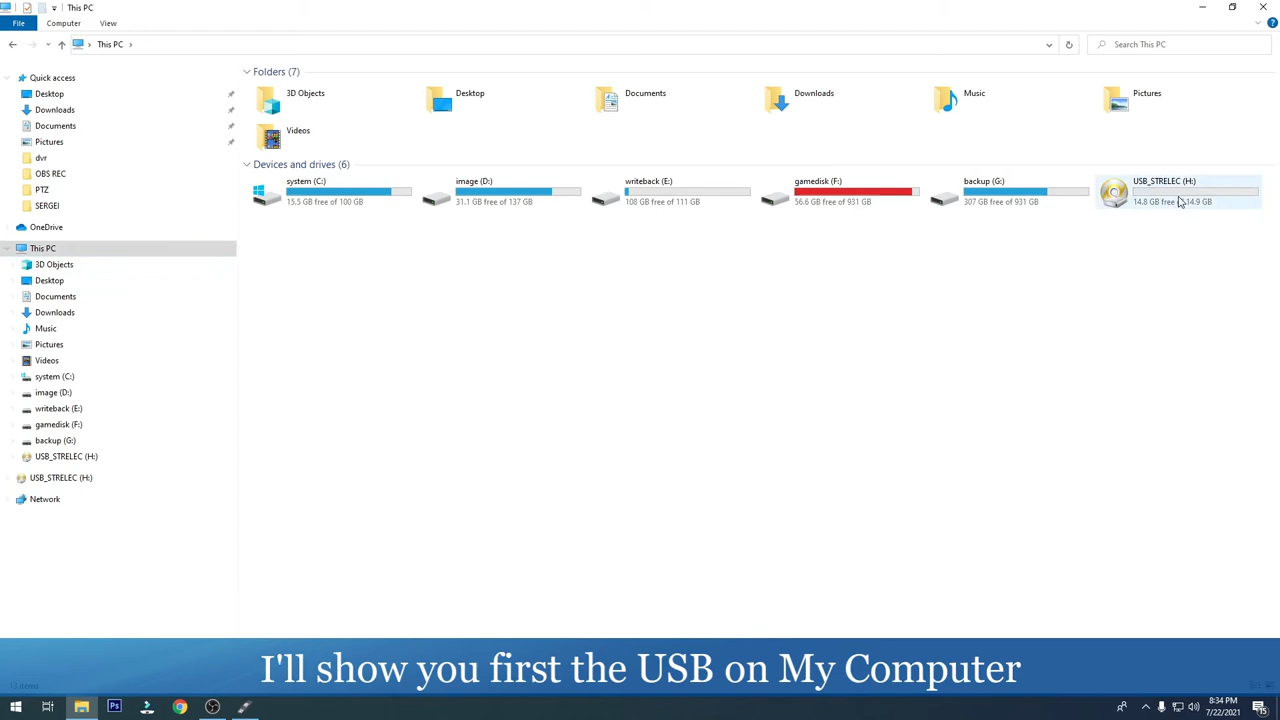 This PC
File
Computer
View
This PC
Search This PC
Quick access
Desktop
Downloads
Documents
Pictures
dvr
OBS REC
PTZ
SERGEI
OneDrive
This PC
3D Objects
Desktop
Documents
Downloads
Music
Pictures
Videos
system (C:)
image (D:)
writeback (E:)
gamedisk (F:)
backup (G:)
USB_STRELEC (H:)
USB_STRELEC (H:)
Network
Folders (7)
3D Objects
Desktop
Documents
Downloads
Music
Pictures
Videos
Devices and drives (6)
system (C:)
15.5 GB free of 100 GB
image (D:)
31.1 GB free of 137 GB
writeback (E:)
108 GB free of 111 GB
gamedisk (F:)
56.6 GB free of 931 GB
backup (G:)
307 GB free of 931 GB
USB_STRELEC (H:)
14.8 GB free 14.9 GB
I'll show you first the USB on My Computer
13 items
8:34 PM
7/22/2021
15